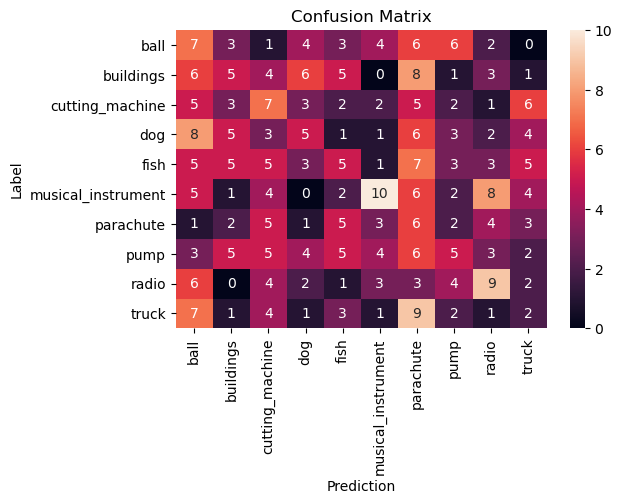 Confusion Matrix
Label
ball 7 3 1 4 3 4 6 6 2 0
buildings 6 5 4 6 5 0 8 1 3 1
cutting_machine 5 3 7 3 2 2 5 2 1 6
dog 8 5 3 5 1 1 6 3 2 4
fish 5 5 5 3 5 1 7 3 3 5
musical_instrument 5 1 4 0 2 10 6 2 8 4
parachute 1 2 5 1 3 3 6 2 4 3
pump 3 5 5 4 5 4 6 5 3 2
radio 6 0 4 2 1 3 3 4 9 2
truck 7 1 4 1 3 1 9 2 1 2
ball buildings cutting_machine dog fish musical_instrument parachute pump radio truck
Prediction
10
8
6
4
2
0